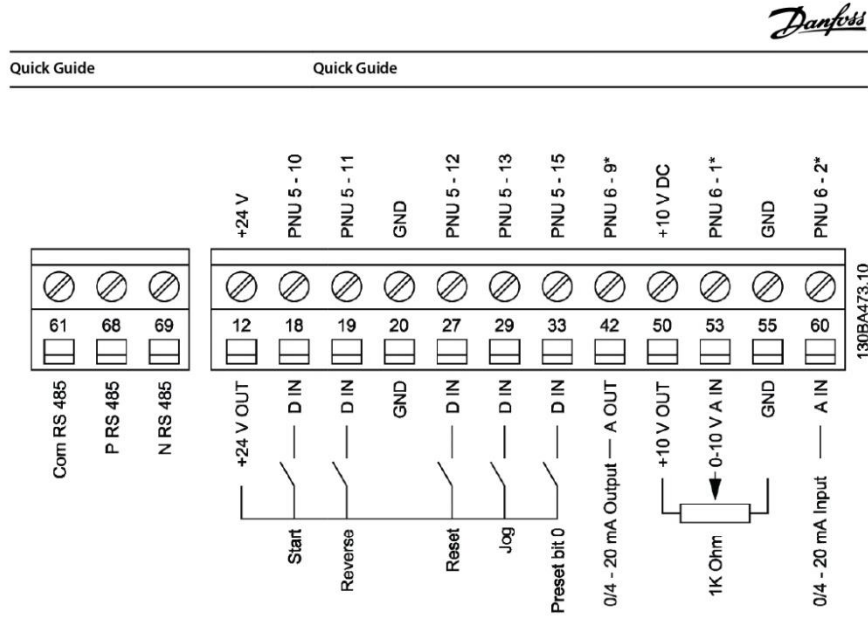 Danfoss
Quick Guide
Quick Guide
+24 V
PNU 5 - 10
PNU 5 - 11
GND
PNU 5 - 12
PNU 5 - 13
PNU 5 - 15
PNU 6 - 9*
+10 V DC
PNU 6 - 1*
GND
PNU 6 - 2*
61
68
69
12
18
19
20
27
29
33
42
50
53
55
60
130BA473.10
Com RS 485
P RS 485
N RS 485
+24 V OUT
D IN
D IN
GND
D IN
D IN
D IN
0/4 - 20 mA Output
A OUT
+10 V OUT
0-10 V A IN
GND
0/4 - 20 mA Input
A IN
Start
Reverse
Reset
Jog
Preset bit 0
1K Ohm